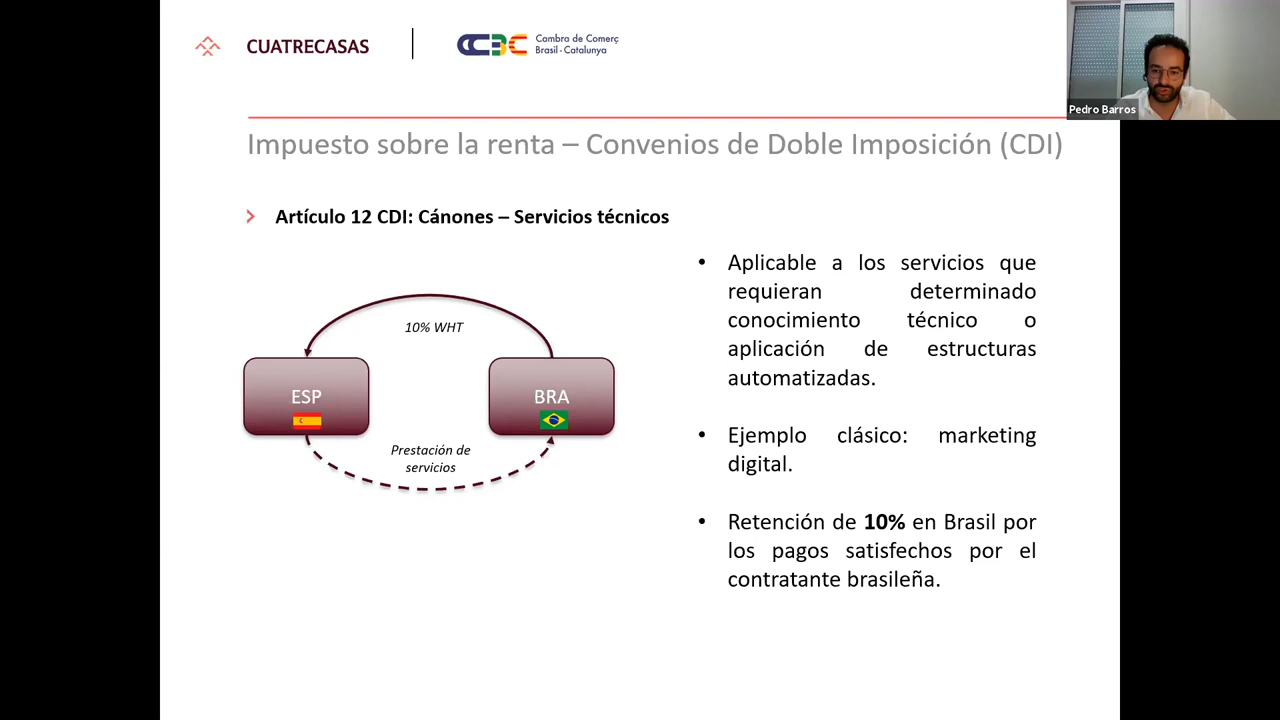 CUATRECASAS
CCBC
Cambra de Comerç
Brasil - Catalunya
Pedro Barros
Impuesto sobre la renta – Convenios de Doble Imposición (CDI)
Artículo 12 CDI: Cánones – Servicios técnicos
10% WHT
ESP
BRA
Prestación de
servicios
• Aplicable a los servicios que
requieran determinado
conocimiento técnico o
aplicación de estructuras
automatizadas.
• Ejemplo clásico: marketing
digital.
• Retención de 10% en Brasil por
los pagos satisfechos por el
contratante brasileña.